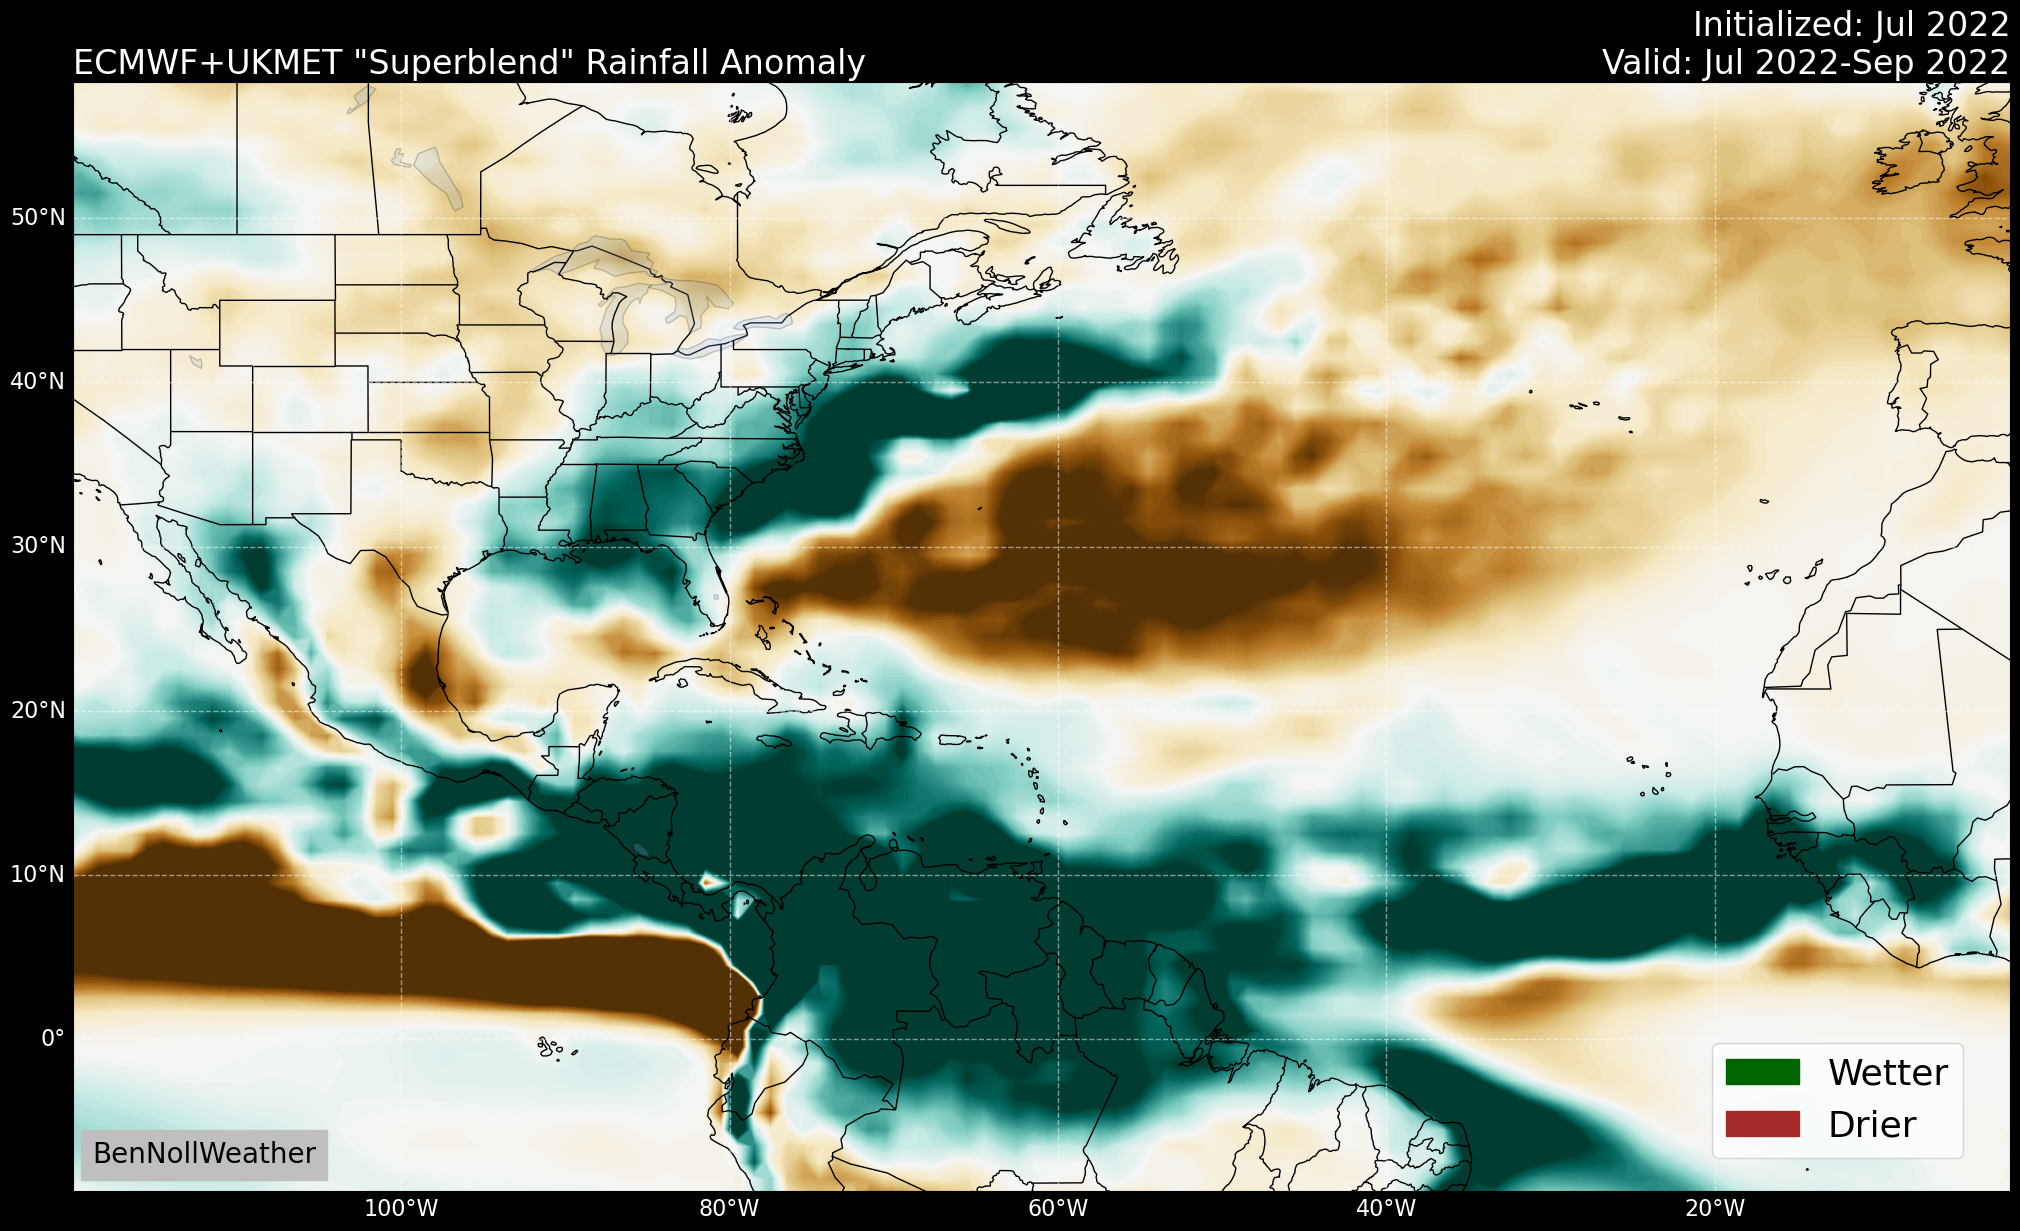 Initialized: Jul 2022
ECMWF+UKMET "Superblend" Rainfall Anomaly
Valid: Jul 2022-Sep 2022
50°N
40°N
30°N
20°N
10°N
0°
Wetter
Drier
BenNollWeather
100°W
80°W
60°W
40°W
20°W